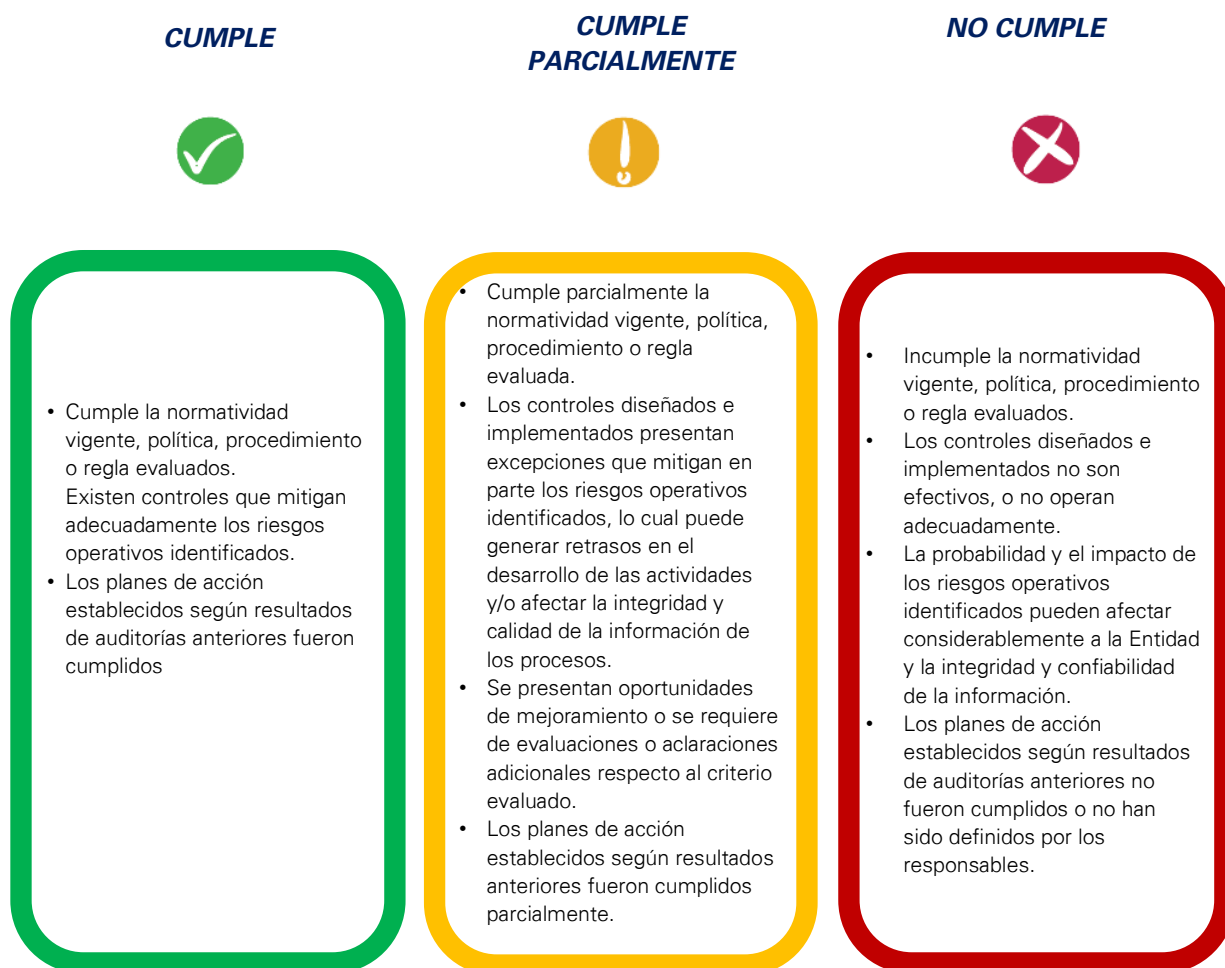 CUMPLE
CUMPLE
PARCIALMENTE
NO CUMPLE
• Cumple la normatividad
vigente, política, procedimiento
o regla evaluados.
Existen controles que mitigan
adecuadamente los riesgos
operativos identificados.
• Los planes de acción
establecidos según resultados
de auditorías anteriores fueron
cumplidos
• Cumple parcialmente la
normatividad vigente, política,
procedimiento o regla
evaluada.
• Los controles diseñados e
implementados presentan
excepciones que mitigan en
parte los riesgos operativos
identificados, lo cual puede
generar retrasos en el
desarrollo de las actividades
y/o afectar la integridad y
calidad de la información de
los procesos.
• Se presentan oportunidades
de mejoramiento o se requiere
de evaluaciones o aclaraciones
adicionales respecto al criterio
evaluado.
• Los planes de acción
establecidos según resultados
anteriores fueron cumplidos
parcialmente.
• Incumple la normatividad
vigente, política, procedimiento
o regla evaluados.
• Los controles diseñados e
implementados no son
efectivos, o no operan
adecuadamente.
• La probabilidad y el impacto de
los riesgos operativos
identificados pueden afectar
considerablemente a la Entidad
y la integridad y confiabilidad
de la información.
• Los planes de acción
establecidos según resultados
de auditorías anteriores no
fueron cumplidos o no han
sido definidos por los
responsables.